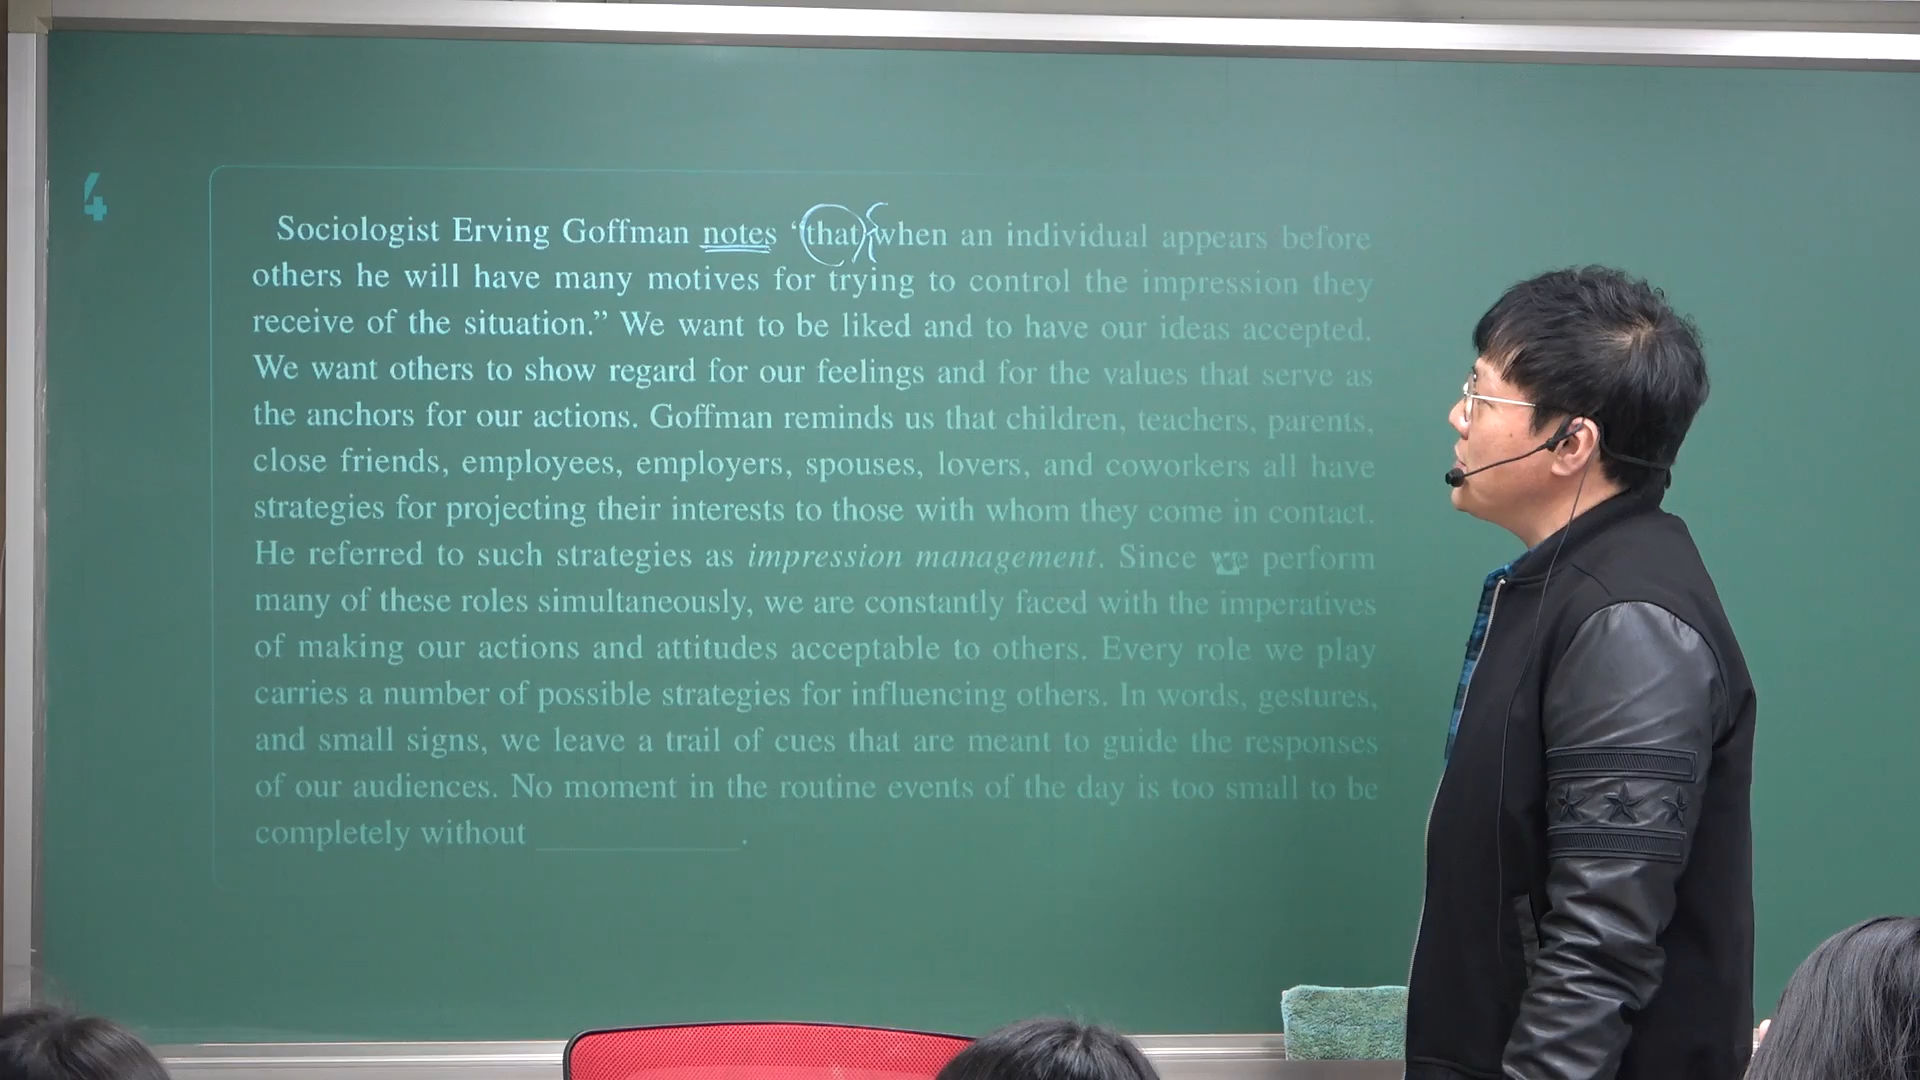 4
Sociologist Erving Goffman notes “that when an individual appears before
others he will have many motives for trying to control the impression they
receive of the situation.” We want to be liked and to have our ideas accepted.
We want others to show regard for our feelings and for the values that serve as
the anchors for our actions. Goffman reminds us that children, teachers, parents,
close friends, employees, employers, spouses, lovers, and coworkers all have
strategies for projecting their interests to those with whom they come in contact.
He referred to such strategies as impression management. Since we perform
many of these roles simultaneously, we are constantly faced with the imperatives
of making our actions and attitudes acceptable to others. Every role we play
carries a number of possible strategies for influencing others. In words, gestures,
and small signs, we leave a trail of cues that are meant to guide the responses
of our audiences. No moment in the routine events of the day is too small to be
completely without ____________.